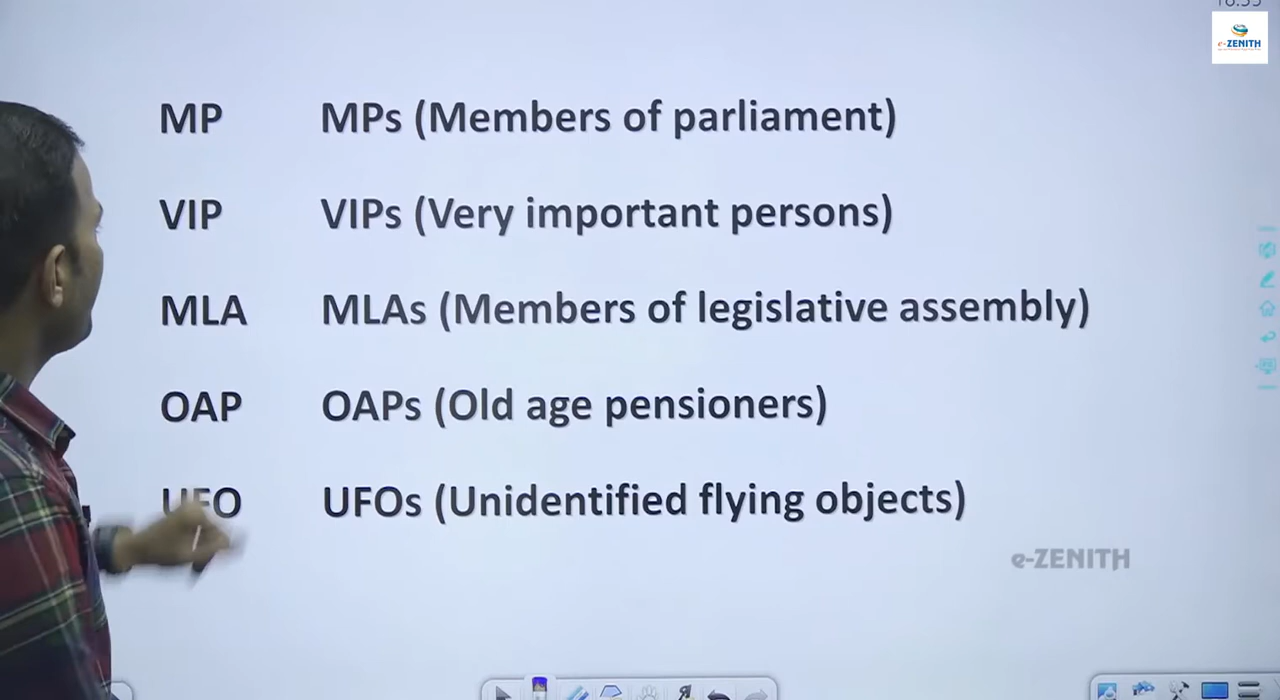 e-ZENITH
MP MPs (Members of parliament)
VIP VIPs (Very important persons)
MLA MLAs (Members of legislative assembly)
OAP OAPs (Old age pensioners)
UFO UFOs (Unidentified flying objects)
e-ZENITH